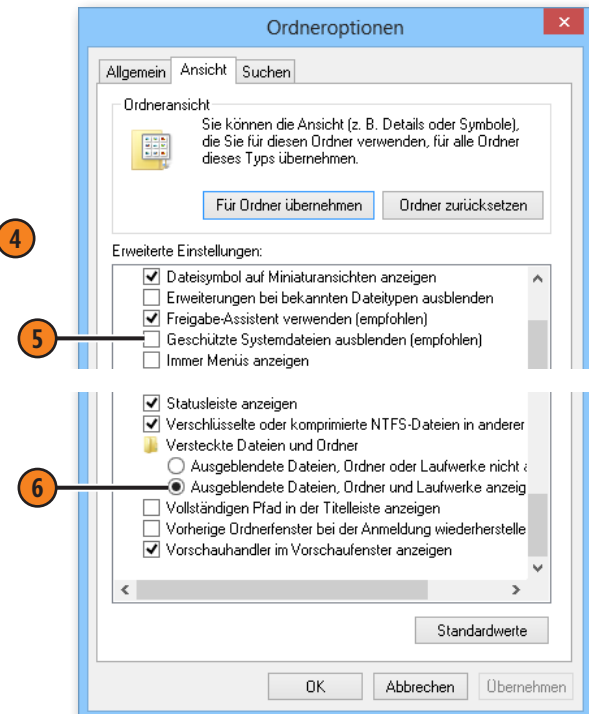 Ordneroptionen
Allgemein Ansicht Suchen
Ordneransicht
Sie können die Ansicht (z. B. Details oder Symbole),
die Sie für diesen Ordner verwenden, für alle Ordner
dieses Typs übernehmen.
Für Ordner übernehmen Ordner zurücksetzen
4
Erweiterte Einstellungen:
Dateisymbol auf Miniaturansichten anzeigen
Erweiterungen bei bekannten Dateitypen ausblenden
Freigabe-Assistent verwenden (empfohlen)
5 Geschützte Systemdateien ausblenden (empfohlen)
Immer Menüs anzeigen
Statusleiste anzeigen
Verschlüsselte oder komprimierte NTFS-Dateien in anderer
Versteckte Dateien und Ordner
Ausgeblendete Dateien, Ordner oder Laufwerke nicht
6 Ausgeblendete Dateien, Ordner und Laufwerke anzeig
Vollständigen Pfad in der Titelleiste anzeigen
Vorherige Ordnerfenster bei der Anmeldung wiederherstelle
Vorschauhandler im Vorschaufenster anzeigen
Standardwerte
OK Abbrechen Übernehmen